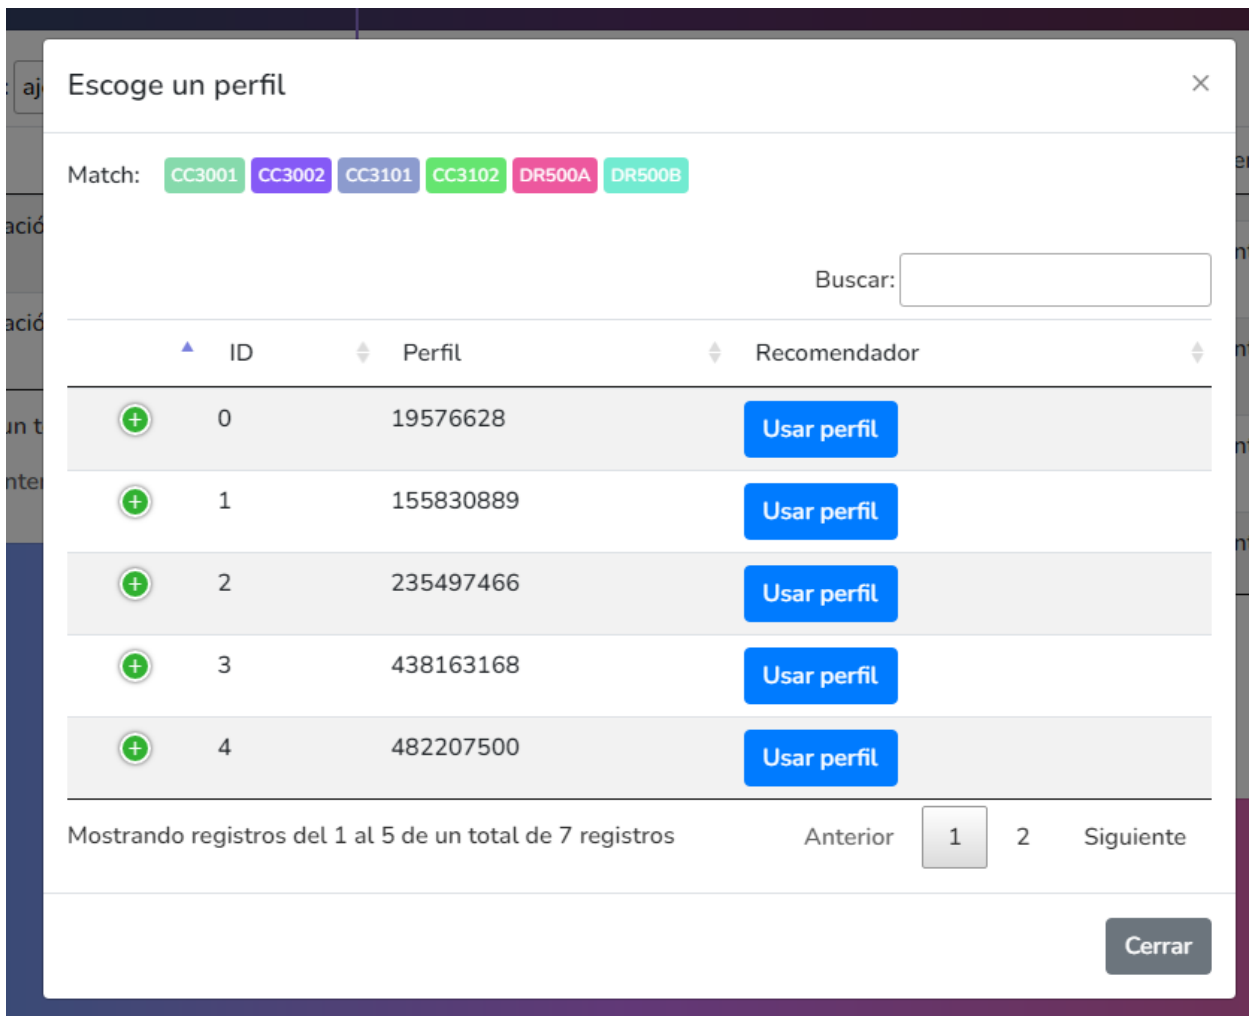 Escoge un perfil
×
Match: CC3001 CC3002 CC3101 CC3102 DR500A DR500B
Buscar:
ID Perfil Recomendador
0 19576628 Usar perfil
1 155830889 Usar perfil
2 235497466 Usar perfil
3 438163168 Usar perfil
4 482207500 Usar perfil
Mostrando registros del 1 al 5 de un total de 7 registros
Anterior 1 2 Siguiente
Cerrar